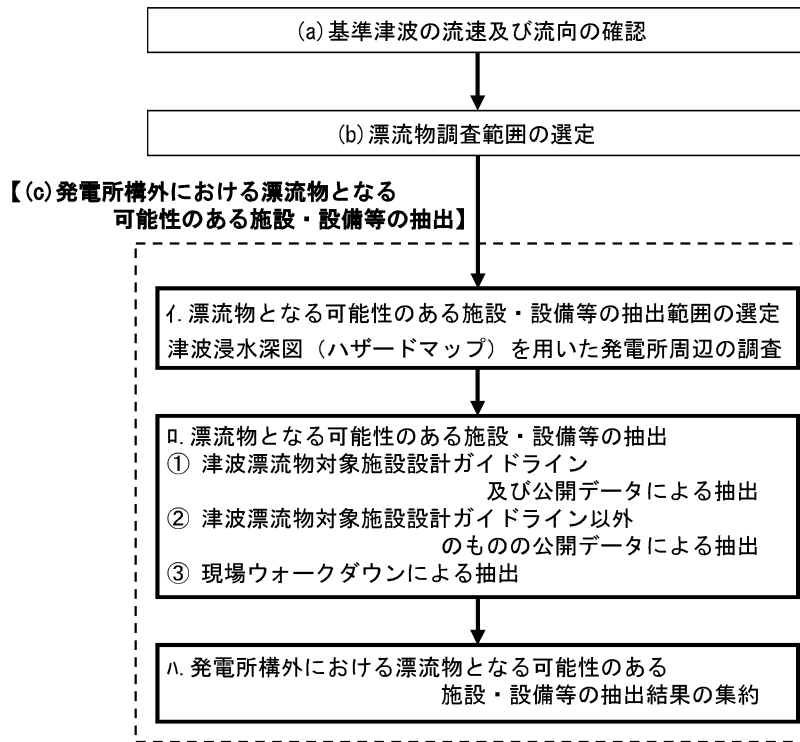 (a)基準津波の流速及び流向の確認
(b)漂流物調査範囲の選定
【(c)発電所構外における漂流物となる
可能性のある施設・設備等の抽出】
ｲ.漂流物となる可能性のある施設・設備等の抽出範囲の選定
津波浸水深図（ハザードマップ）を用いた発電所周辺の調査
ﾛ.漂流物となる可能性のある施設・設備等の抽出
① 津波漂流物対象施設設計ガイドライン
及び公開データによる抽出
② 津波漂流物対象施設設計ガイドライン以外
のものの公開データによる抽出
③ 現場ウォークダウンによる抽出
ﾊ.発電所構外における漂流物となる可能性のある
施設・設備等の抽出結果の集約